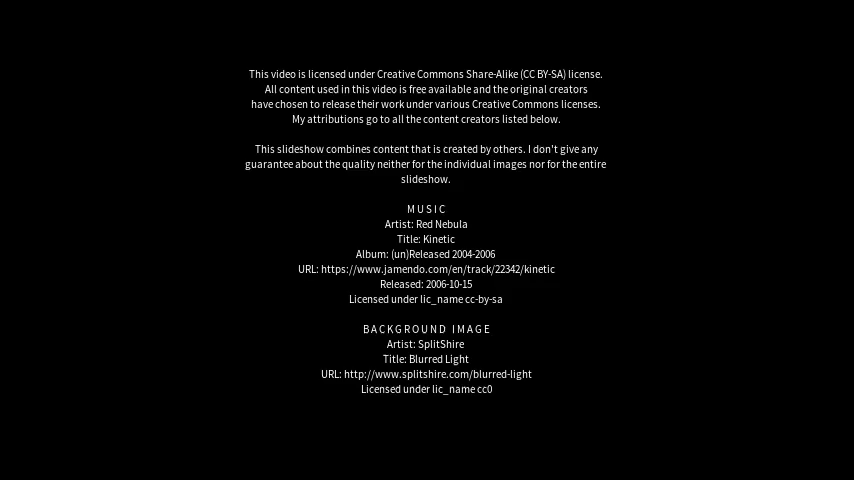 This video is licensed under Creative Commons Share-Alike (CC BY-SA) license.
All content used in this video is free available and the original creators
have chosen to release their work under various Creative Commons licenses.
My attributions go to all the content creators listed below.
This slideshow combines content that is created by others. I don't give any
guarantee about the quality neither for the individual images nor for the entire
slideshow.
MUSIC
Artist: Red Nebula
Title: Kinetic
Album: (un)Released 2004-2006
URL: https://www.jamendo.com/en/track/22342/kinetic
Released: 2006-10-15
Licensed under lic_name cc-by-sa
BACKGROUND IMAGE
Artist: SplitShire
Title: Blurred Light
URL: http://www.splitshire.com/blurred-light
Licensed under lic_name cc0